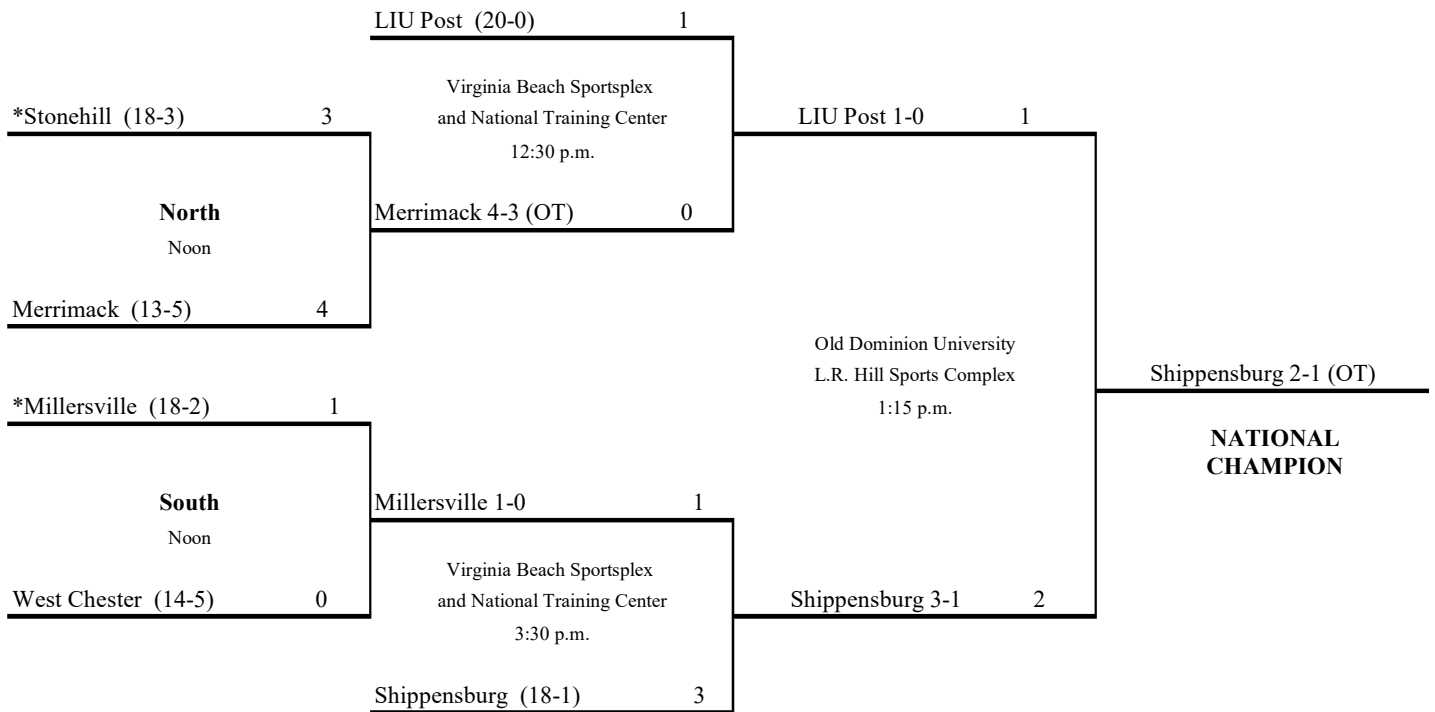 LIU Post (20-0) 1
Virginia Beach Sportsplex
and National Training Center
12:30 p.m.
*Stonehill (18-3) 3
LIU Post 1-0 1
North
Noon
Merrimack 4-3 (OT) 0
Merrimack (13-5) 4
Old Dominion University
L.R. Hill Sports Complex
1:15 p.m.
Shippensburg 2-1 (OT)
NATIONAL
CHAMPION
*Millersville (18-2) 1
South
Noon
Millersville 1-0 1
West Chester (14-5) 0
Virginia Beach Sportsplex
and National Training Center
3:30 p.m.
Shippensburg 3-1 2
Shippensburg (18-1) 3